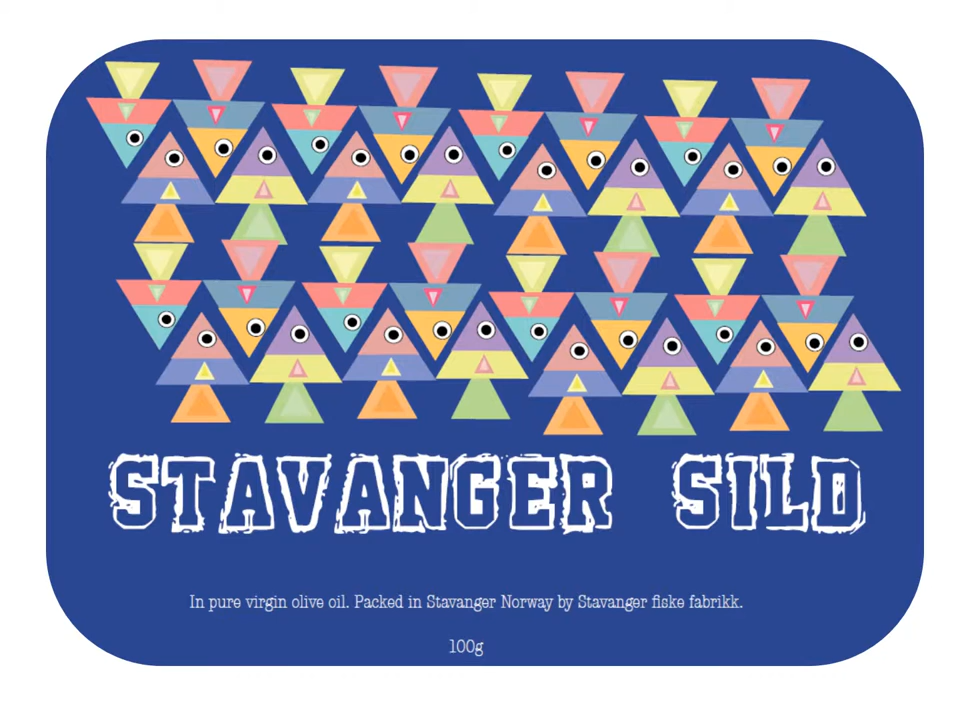 STAVANGER SILD
In pure virgin olive oil. Packed in Stavanger Norway by Stavanger fiske fabrikk.
100g